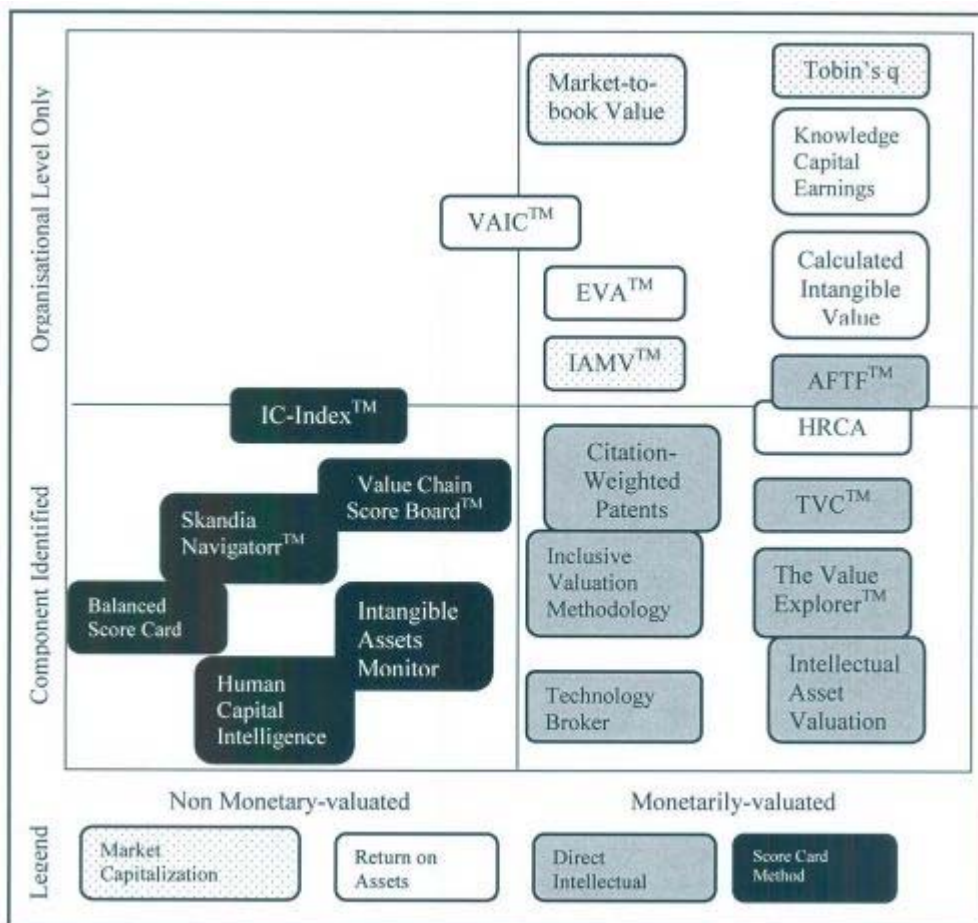 Organisational Level Only
Market-to-
book Value
Tobin's q
Knowledge
Capital
Earnings
VAIC™
EVA™
Calculated
Intangible
Value
IAMV™
AFTF™
IC-Index™
HRCA
Component Identified
Value Chain
Score Board™
Citation-
Weighted
Patents
TVC™
Skandia
Navigatorr™
Inclusive
Valuation
Methodology
The Value
Explorer™
Balanced
Score Card
Intangible
Assets
Monitor
Human
Capital
Intelligence
Technology
Broker
Intellectual
Asset
Valuation
Non Monetary-valuated
Monetarily-valuated
Legend
Market
Capitalization
Return on
Assets
Direct
Intellectual
Score Card
Method